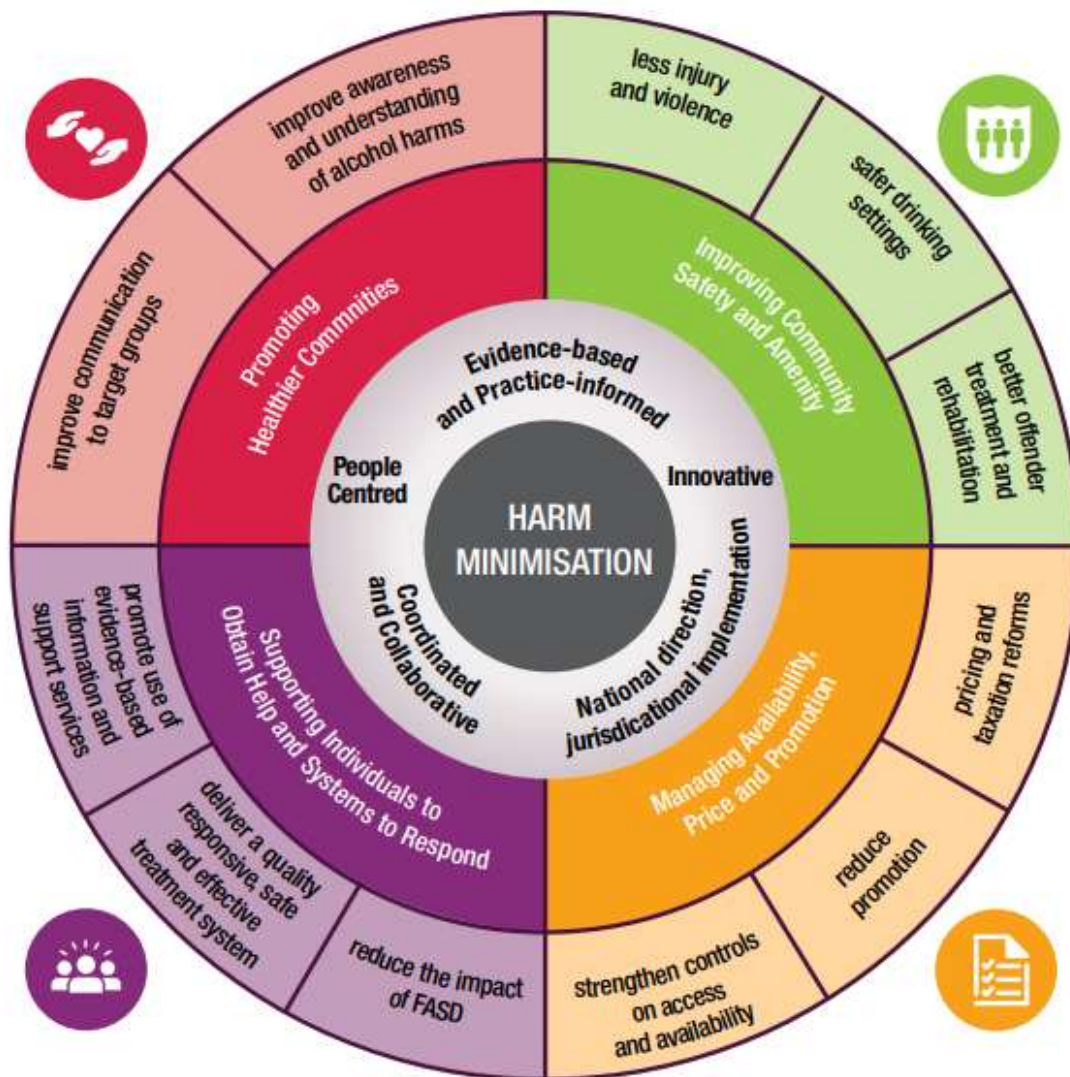 improve awareness
and understanding
of alcohol harms
less injury
and violence
safer drinking
settings
improve communication
to target groups
Promoting
Healthier Commnities
Improving Community
Safety and Amenity
better offender
treatment and
rehabilitation
Evidence-based
and Practice-informed
People
Centred
Innovative
HARM
MINIMISATION
Coordinated
and Collaborative
National direction,
jurisdicational implementation
promote use of
evidence-based
information and
support services
Supporting Individuals to
Obtain Help and Systems to Respond
Managing Availability,
Price and Promotion
pricing and
taxation reforms
deliver a quality
responsive, safe
and effective
treatment system
reduce the impact
of FASD
strengthen controls
on access
and availability
reduce
promotion